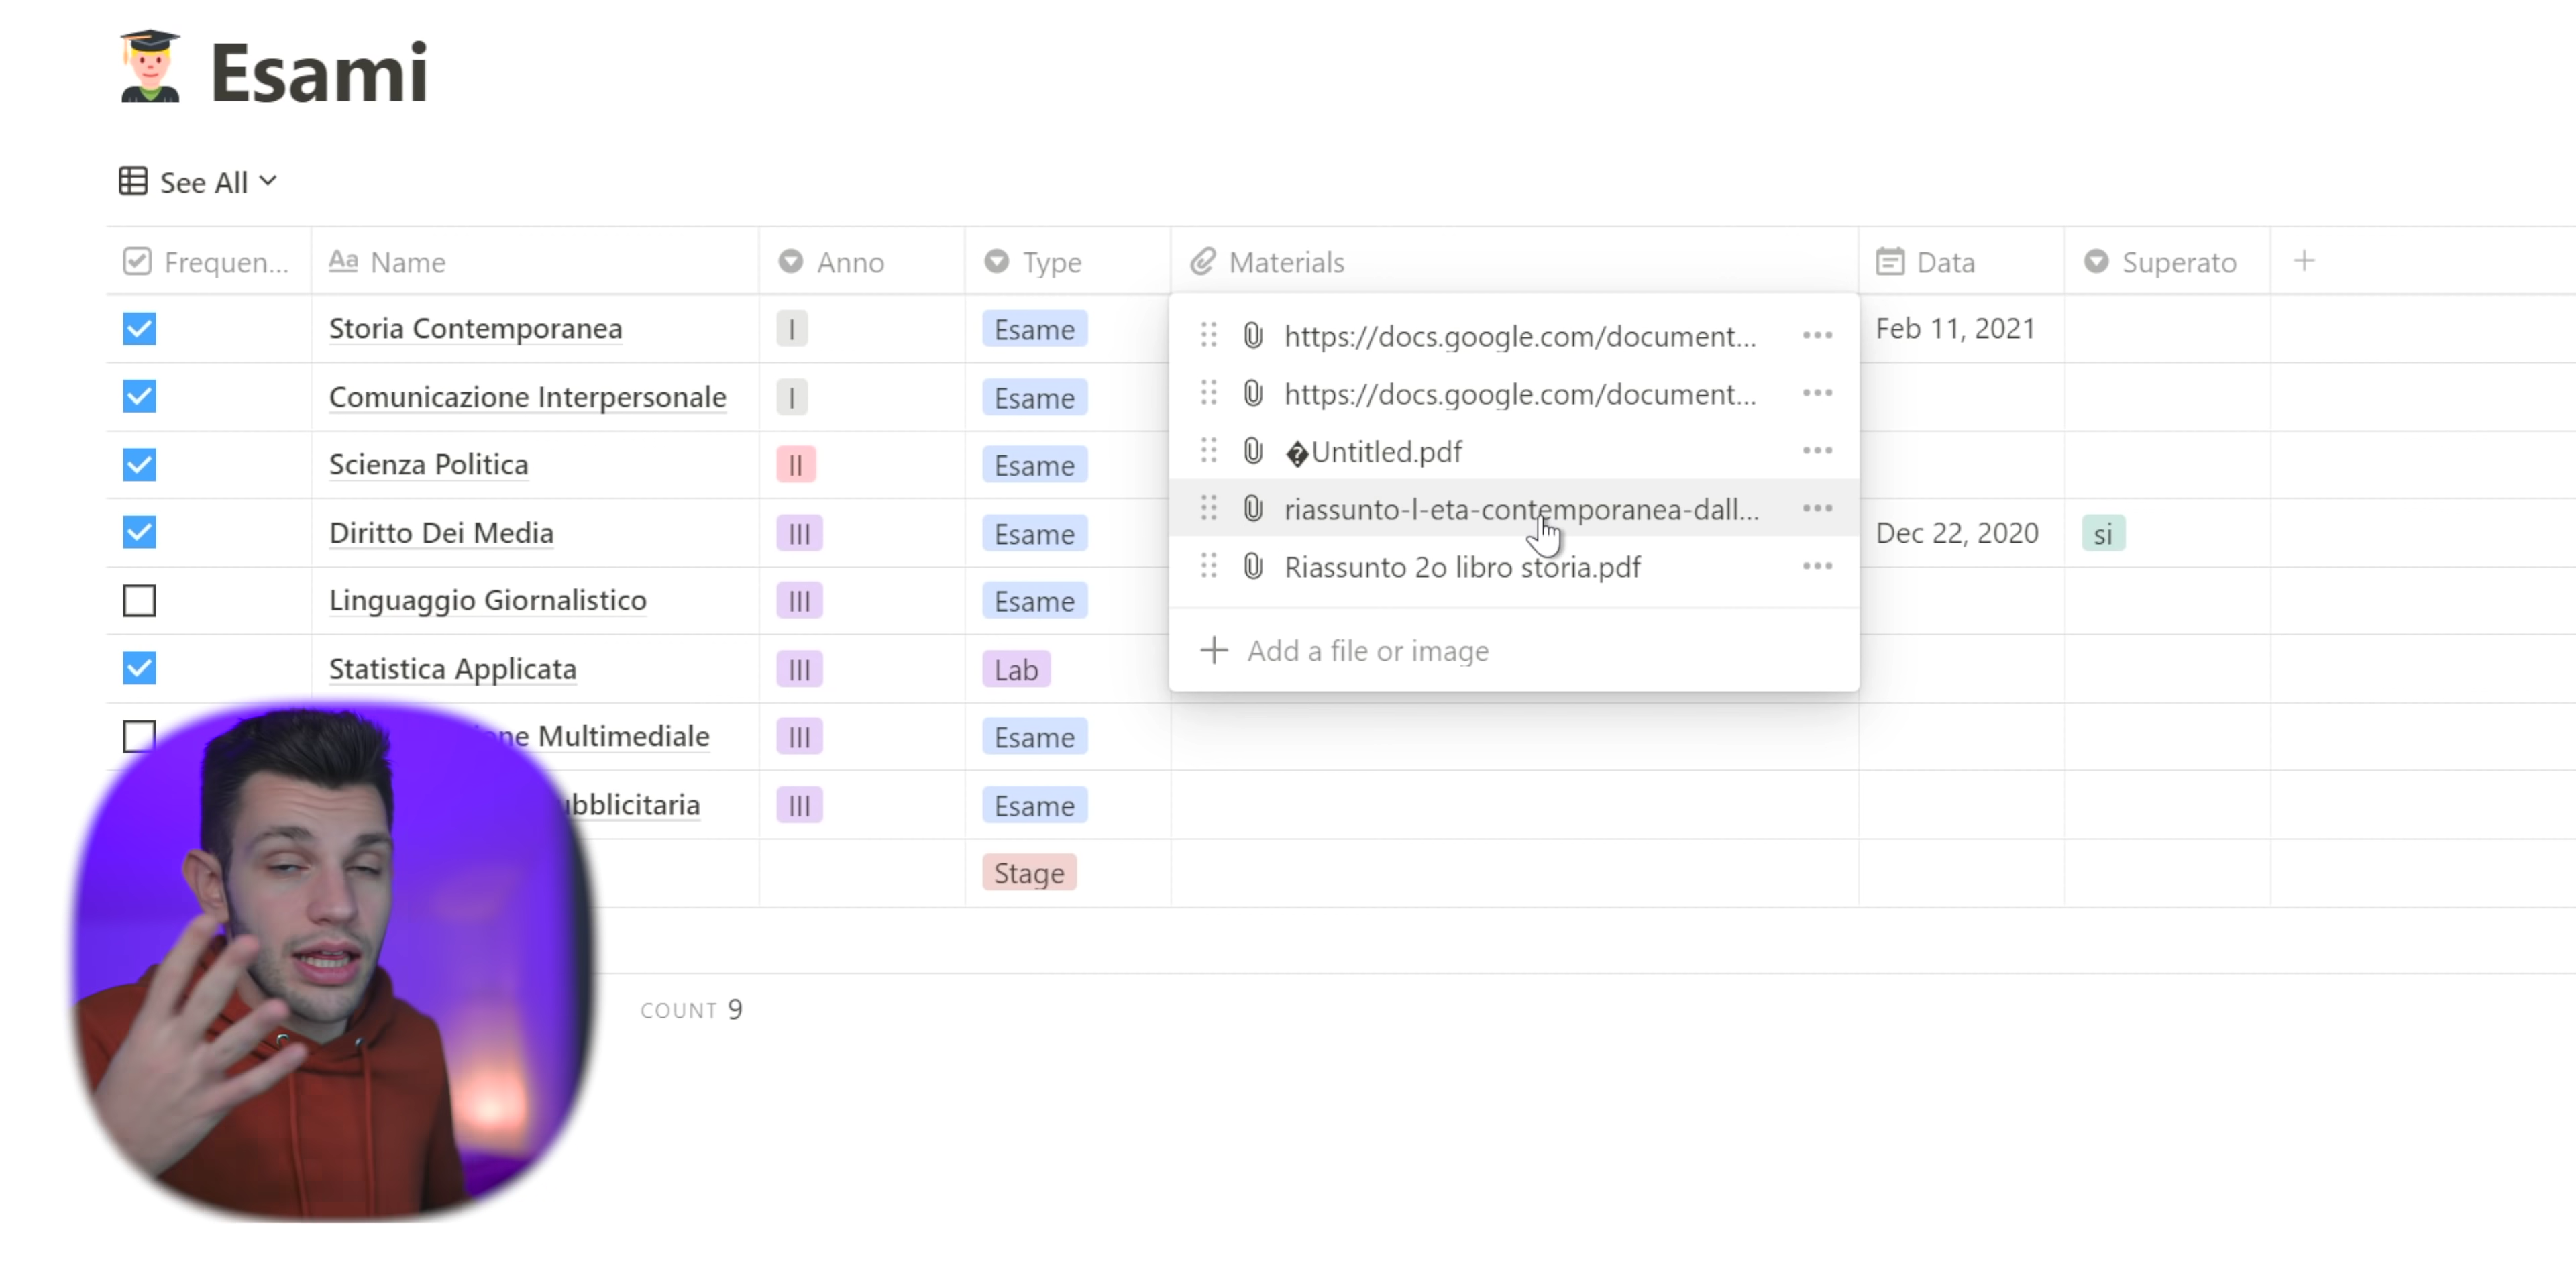 Esami
See All
Frequen... Aa Name Anno Type Materials Data Superato +
Storia Contemporanea I Esame https://docs.google.com/document... Feb 11, 2021
Comunicazione Interpersonale I Esame https://docs.google.com/document...
Scienza Politica II Esame �Untitled.pdf
Diritto Dei Media III Esame riassunto-l-eta-contemporanea-dall... Dec 22, 2020 si
Linguaggio Giornalistico III Esame Riassunto 2o libro storia.pdf
Statistica Applicata III Lab + Add a file or image
Multimediale III Esame
III Esame
Stage
COUNT 9